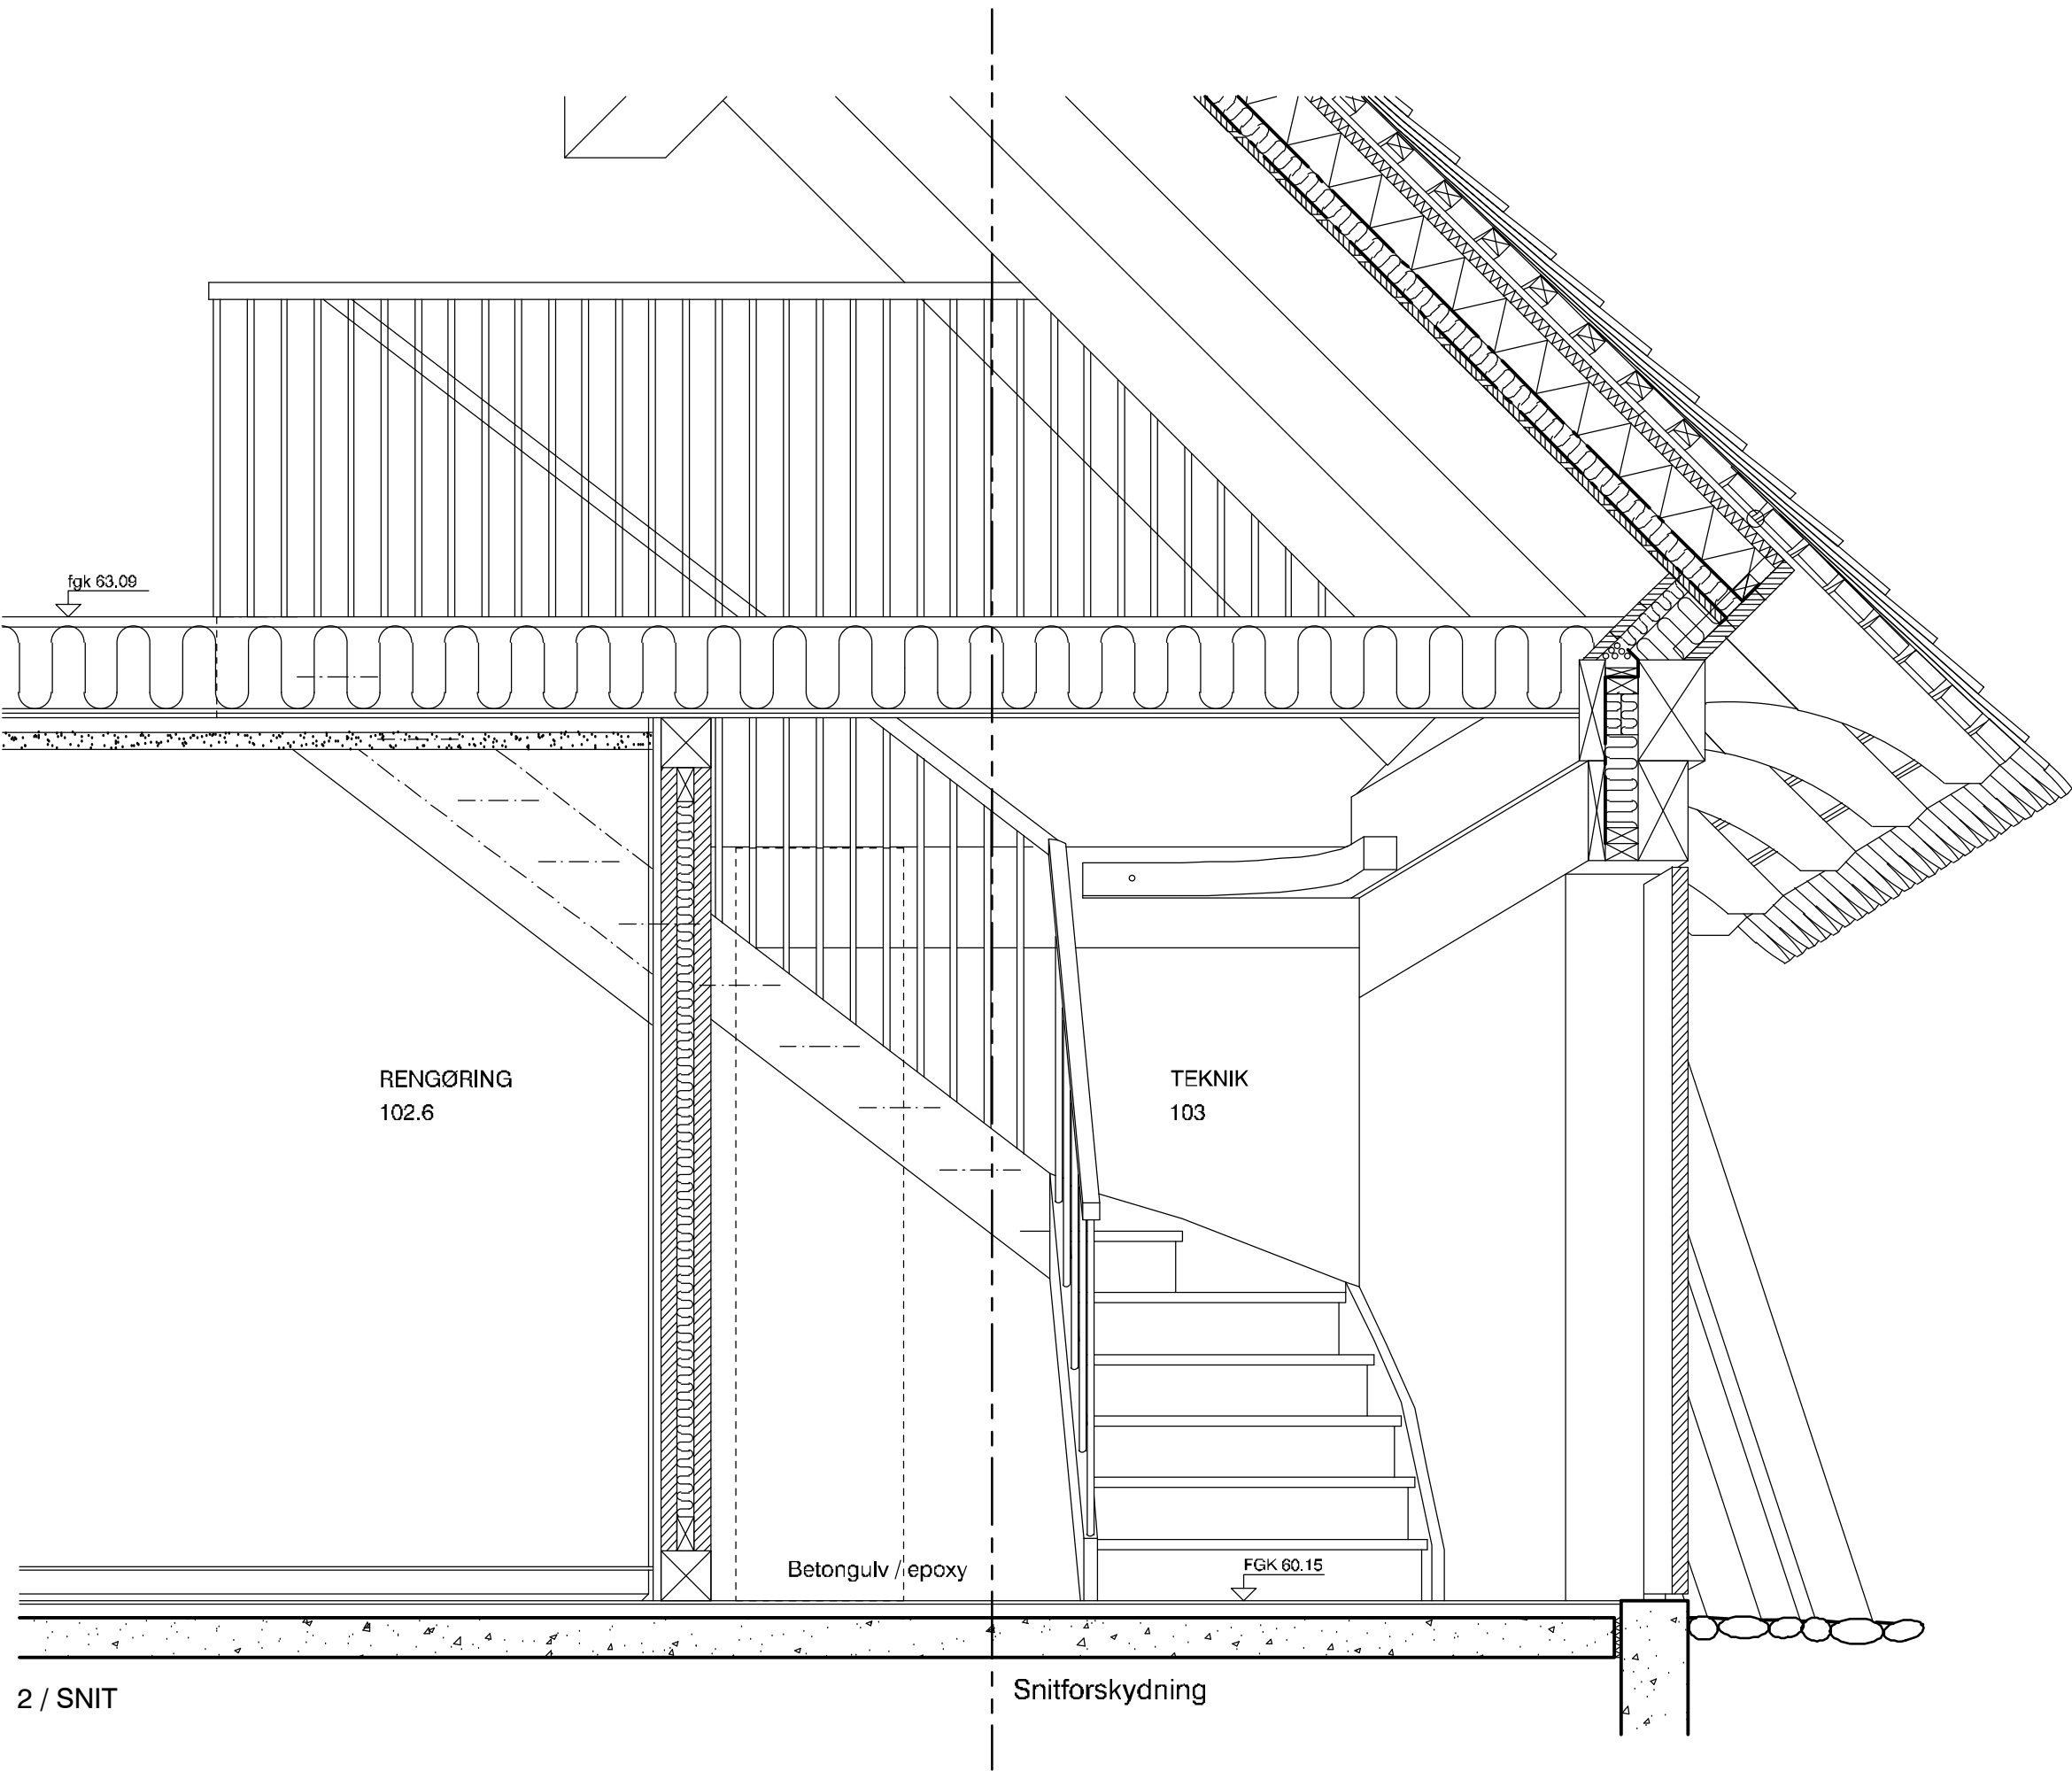 fgk 63.09
RENGØRING
102.6
TEKNIK
103
Betongulv / epoxy
FGK 60.15
Snitforskydning
2 / SNIT